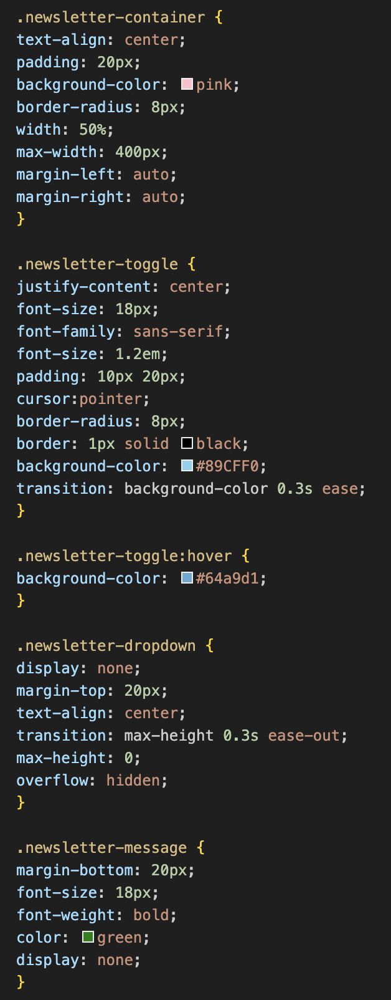 .newsletter-container {
text-align: center;
padding: 20px;
background-color: pink;
border-radius: 8px;
width: 50%;
max-width: 400px;
margin-left: auto;
margin-right: auto;
}

.newsletter-toggle {
justify-content: center;
font-size: 18px;
font-family: sans-serif;
font-size: 1.2em;
padding: 10px 20px;
cursor:pointer;
border-radius: 8px;
border: 1px solid black;
background-color: #89CFF0;
transition: background-color 0.3s ease;
}

.newsletter-toggle:hover {
background-color: #64a9d1;
}

.newsletter-dropdown {
display: none;
margin-top: 20px;
text-align: center;
transition: max-height 0.3s ease-out;
max-height: 0;
overflow: hidden;
}

.newsletter-message {
margin-bottom: 20px;
font-size: 18px;
font-weight: bold;
color: green;
display: none;
}